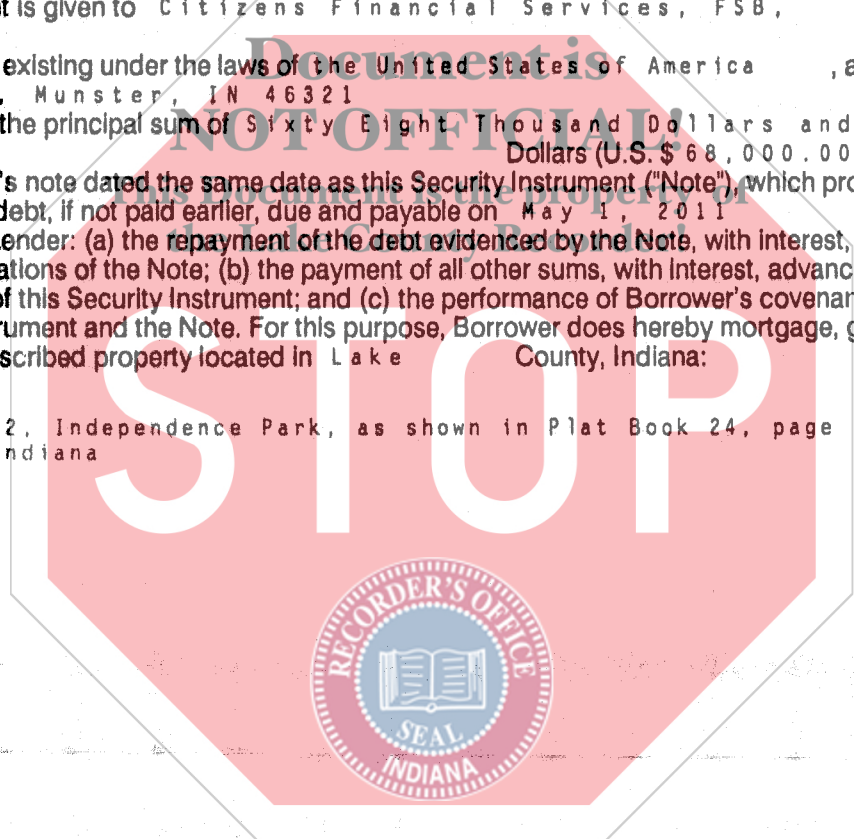 t is given to Citizens Financial Services, FSB,
existing under the laws of the United States of America , a
, Munster, IN 46321
the principal sum of Sixty Eight Thousand Dollars and
Dollars (U.S. $ 68,000.00
's note dated the same date as this Security Instrument ("Note"), which pro
debt, if not paid earlier, due and payable on May 1, 2011
ender: (a) the repayment of the debt evidenced by the Note, with interest,
ations of the Note; (b) the payment of all other sums, with interest, advanc
of this Security Instrument; and (c) the performance of Borrower's covenan
rument and the Note. For this purpose, Borrower does hereby mortgage, g
scribed property located in Lake County, Indiana:
2, Independence Park, as shown in Plat Book 24, page
ndiana
Document is
NOT OFFICIAL!
This Document is the property of
the Lake County Recorder!
STOP
RECORDER'S OFFICE
SEAL
INDIANA